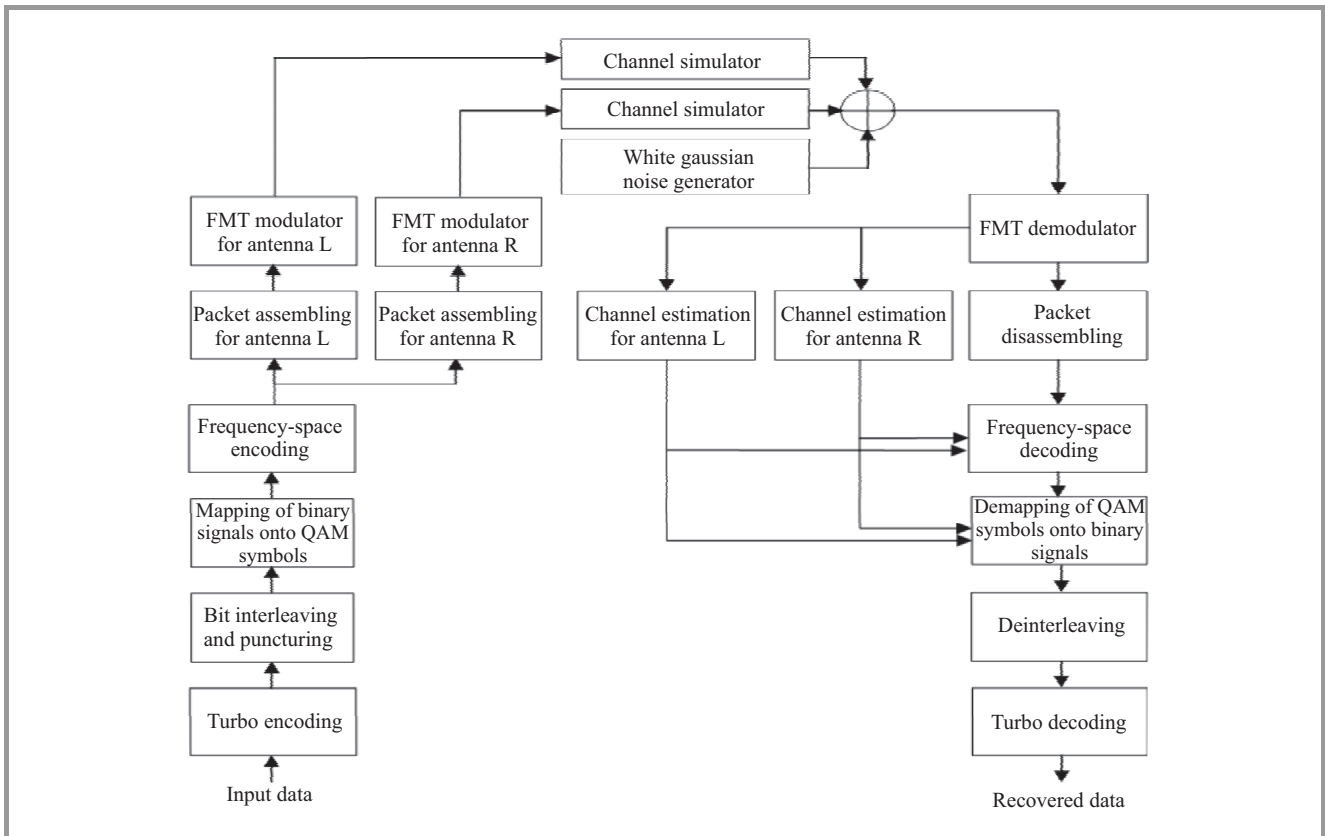 Channel simulator
Channel simulator
White gaussian
noise generator
FMT modulator
for antenna L
FMT modulator
for antenna R
FMT demodulator
Packet assembling
for antenna L
Packet assembling
for antenna R
Channel estimation
for antenna L
Channel estimation
for antenna R
Packet
disassembling
Frequency-space
encoding
Frequency-space
decoding
Mapping of binary
signals onto QAM
symbols
Demapping of QAM
symbols onto binary
signals
Bit interleaving
and puncturing
Deinterleaving
Turbo encoding
Turbo decoding
Input data
Recovered data